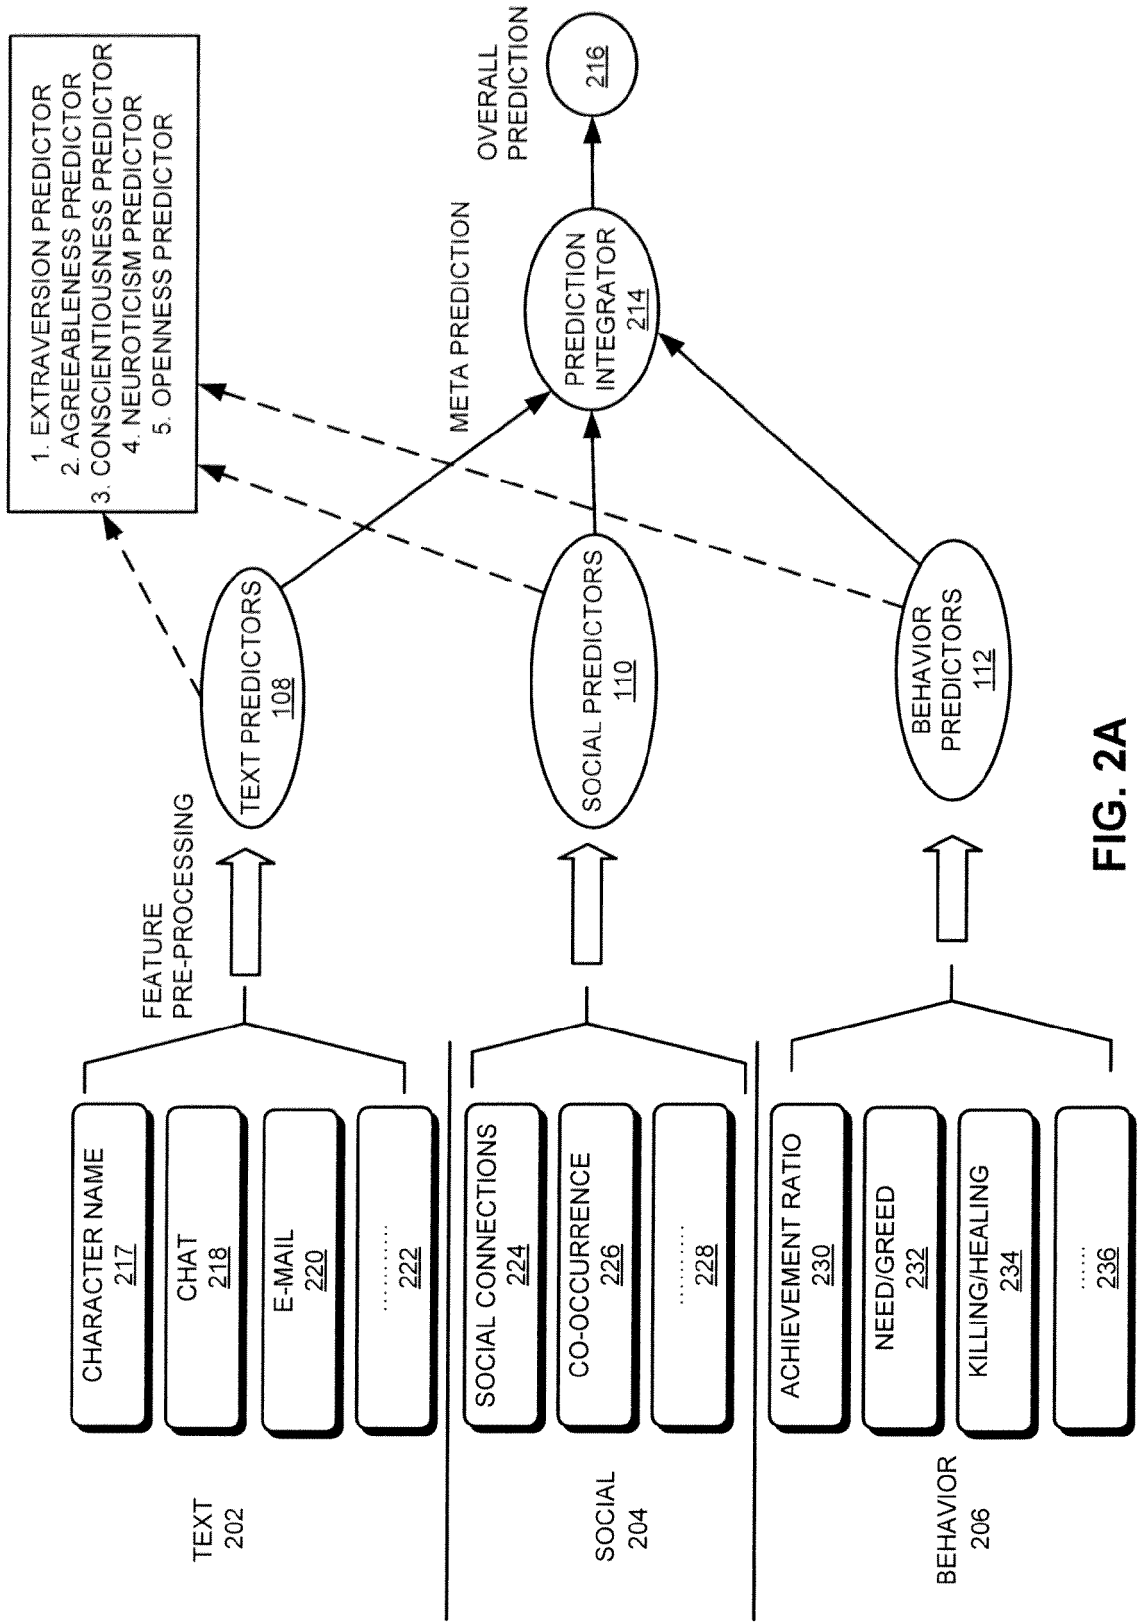 TEXT
202
CHARACTER NAME
217
CHAT
218
E-MAIL
220
..........
222
FEATURE
PRE-PROCESSING
TEXT PREDICTORS
108
1. EXTRAVERSION PREDICTOR
2. AGREEABLENESS PREDICTOR
3. CONSCIENTIOUSNESS PREDICTOR
4. NEUROTICISM PREDICTOR
5. OPENNESS PREDICTOR
SOCIAL
204
SOCIAL CONNECTIONS
224
CO-OCCURRENCE
226
..........
228
SOCIAL PREDICTORS
110
META PREDICTION
PREDICTION
INTEGRATOR
214
OVERALL
PREDICTION
216
BEHAVIOR
206
ACHIEVEMENT RATIO
230
NEED/GREED
232
KILLING/HEALING
234
.....
236
BEHAVIOR
PREDICTORS
112
FIG. 2A